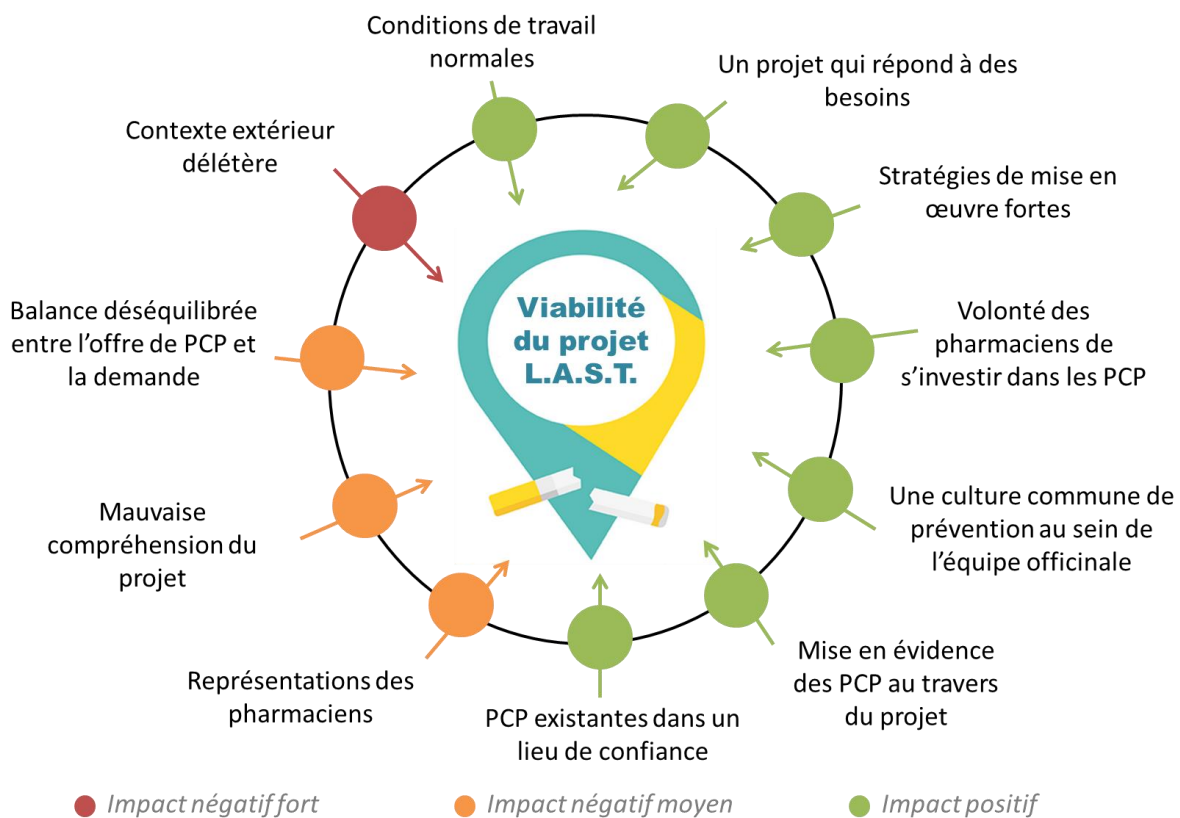 Conditions de travail
normales
Un projet qui répond à des
besoins
Contexte extérieur
délétère
Stratégies de mise en
œuvre fortes
Balance déséquilibrée
entre l'offre de PCP et
la demande
Viabilité
du projet
L.A.S.T.
Volonté des
pharmaciens de
s'investir dans les PCP
Mauvaise
compréhension du
projet
Une culture commune de
prévention au sein de
l'équipe officinale
Représentations des
pharmaciens
PCP existantes dans un
lieu de confiance
Mise en évidence
des PCP au travers
du projet
Impact négatif fort
Impact négatif moyen
Impact positif